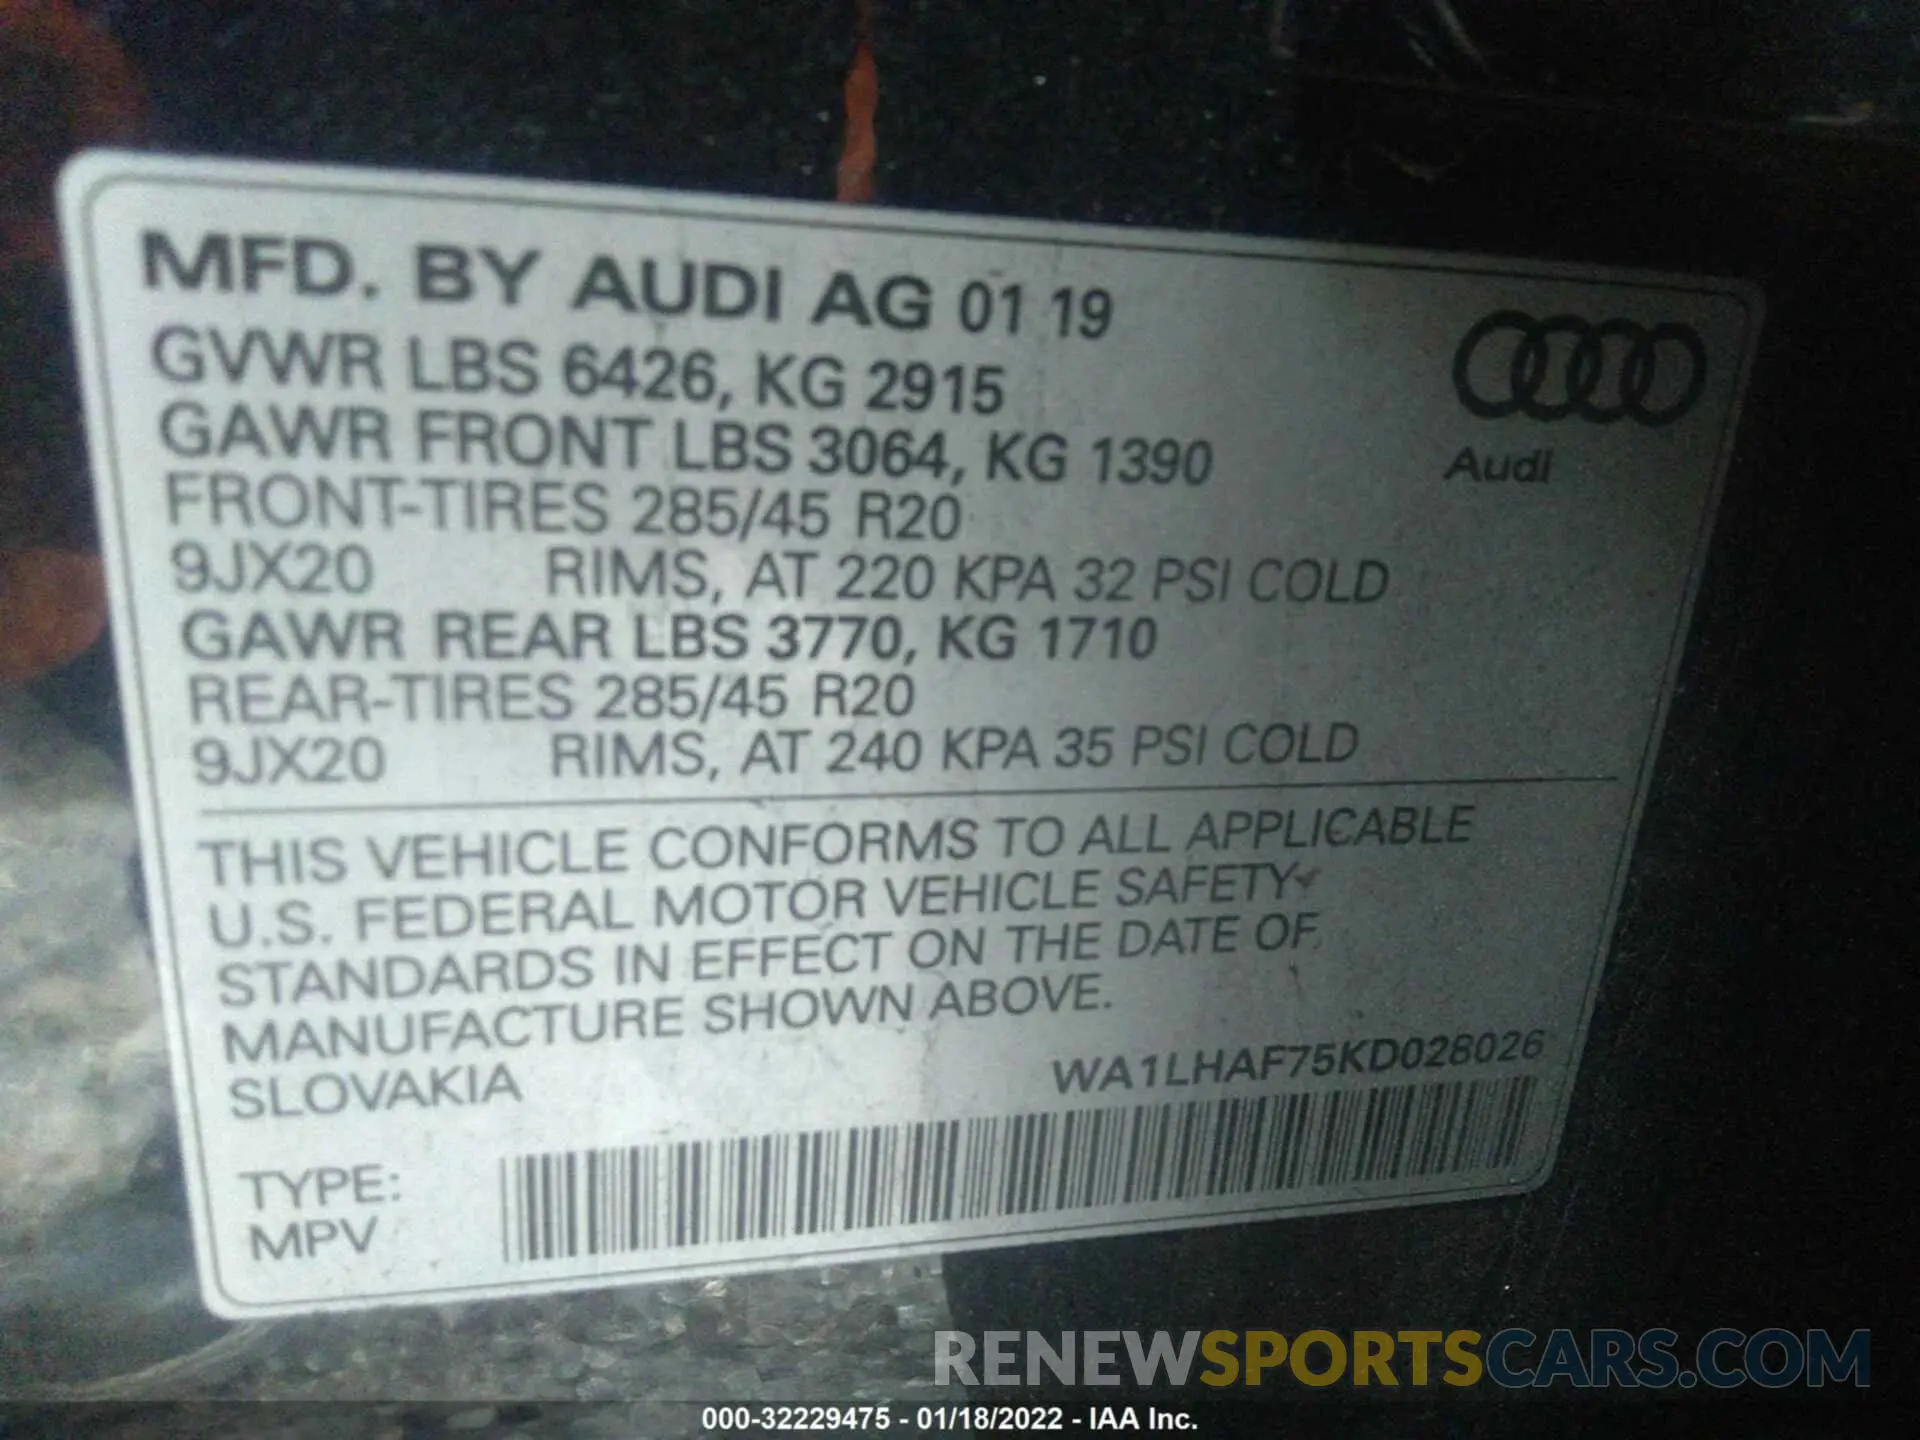 MFD. BY AUDI AG 01 19
GVWR LBS 6426, KG 2915
GAWR FRONT LBS 3064, KG 1390
FRONT-TIRES 285/45 R20
9JX20 RIMS, AT 220 KPA 32 PSI COLD
GAWR REAR LBS 3770, KG 1710
REAR-TIRES 285/45 R20
9JX20 RIMS, AT 240 KPA 35 PSI COLD
Audi
THIS VEHICLE CONFORMS TO ALL APPLICABLE
U.S. FEDERAL MOTOR VEHICLE SAFETY
STANDARDS IN EFFECT ON THE DATE OF
MANUFACTURE SHOWN ABOVE.
SLOVAKIA
WA1LHAF75KD028026
TYPE:
MPV
RENEWSPORTSCARS.COM
000-32229475 - 01/18/2022 - IAA Inc.